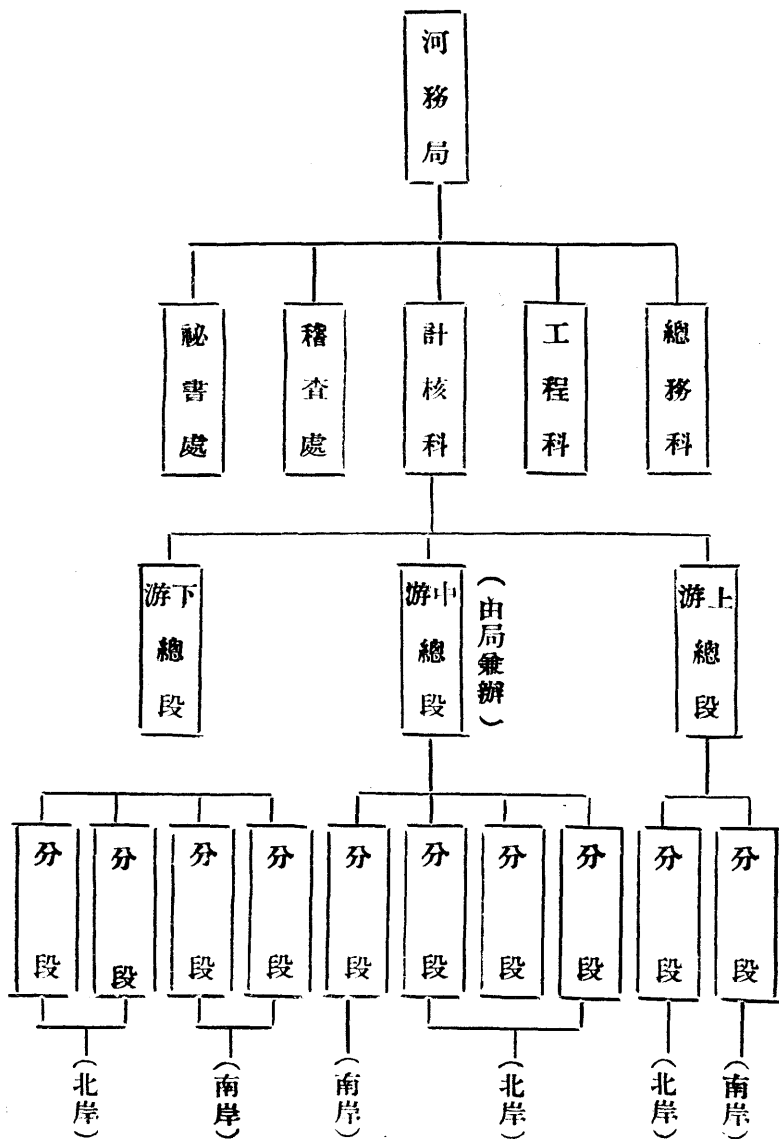 河務局
總務科
工程科
計核科
稽查處
祕書處
上游總段
（由局兼辦）
中游總段
下游總段
分段
分段
分段
分段
分段
分段
分段
分段
分段
分段
（南岸）
（北岸）
（北岸）
（南岸）
（南岸）
（北岸）